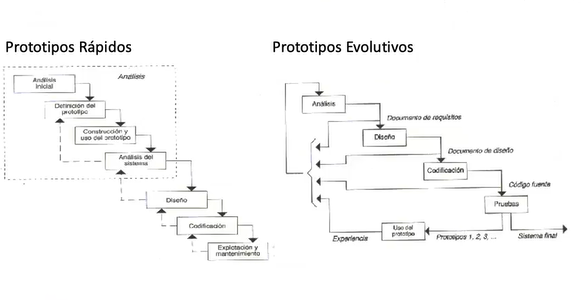 Prototipos Rápidos
Análisis
Análisis
inicial
Definición del
prototipo
Construcción y
uso del prototipo
Análisis del
sistema
Diseño
Codificación
Explotación y
mantenimiento
Prototipos Evolutivos
Análisis
Documento de requisitos
Diseño
Documento de diseño
Codificación
Código fuente
Pruebas
Uso del
prototipo
Experiencia
Prototipos 1, 2, 3, ...
Sistema final